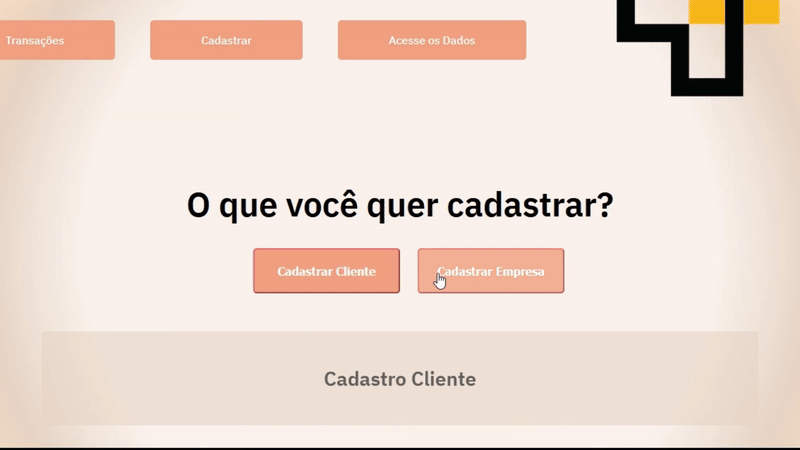 Transações
Cadastrar
Acesse os Dados
O que você quer cadastrar?
Cadastrar Cliente
Cadastrar Empresa
Cadastro Cliente